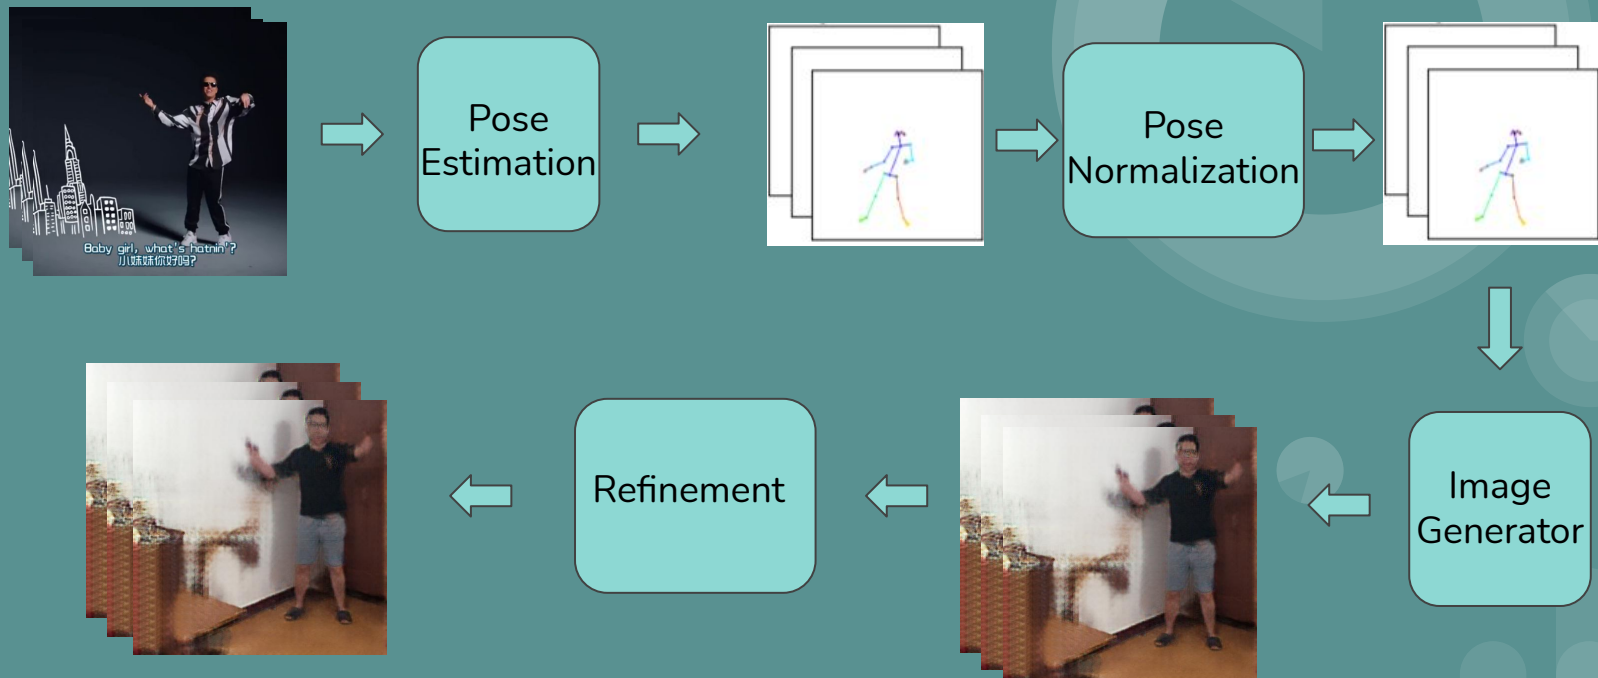 Pose
Estimation
Pose
Normalization
Baby girl, what's hatnin'?
小妹妹你好吗?
Refinement
Image
Generator